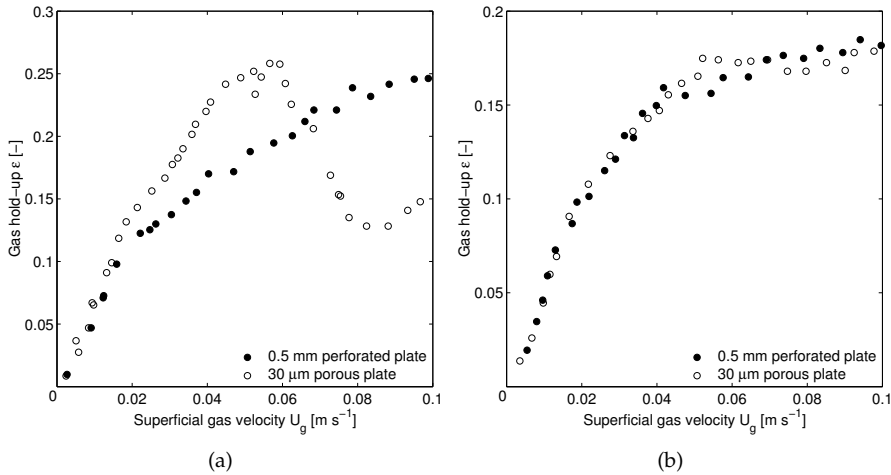 0.3
0.25
0.2
0.15
0.1
0.05
0
0
0.02
0.04
0.06
0.08
0.1
Gas hold−up ε [−]
Superficial gas velocity U_g [m s⁻¹]
0.5 mm perforated plate
30 μm porous plate
(a)
0.2
0.15
0.1
0.05
0
0
0.02
0.04
0.06
0.08
0.1
Gas hold−up ε [−]
Superficial gas velocity U_g [m s⁻¹]
0.5 mm perforated plate
30 μm porous plate
(b)